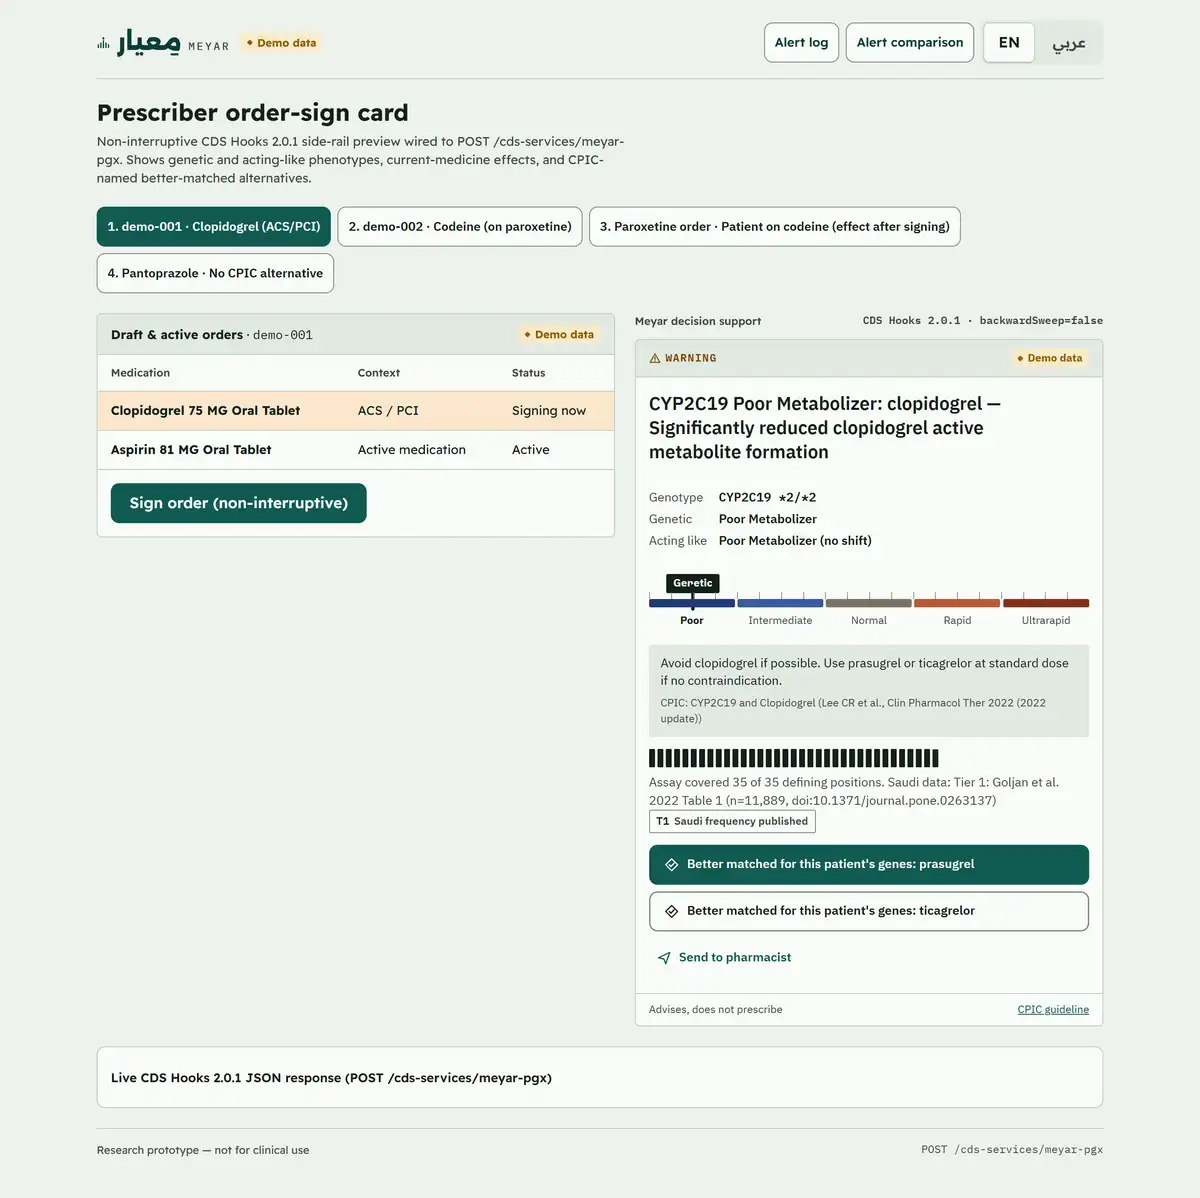 مِعيار MEYAR
Demo data
Alert log
Alert comparison
EN
عربي
Prescriber order-sign card
Non-interruptive CDS Hooks 2.0.1 side-rail preview wired to POST /cds-services/meyar-
pgx. Shows genetic and acting-like phenotypes, current-medicine effects, and CPIC-
named better-matched alternatives.
1. demo-001 · Clopidogrel (ACS/PCI)
2. demo-002 · Codeine (on paroxetine)
3. Paroxetine order · Patient on codeine (effect after signing)
4. Pantoprazole · No CPIC alternative
Draft & active orders · demo-001
Demo data
Medication Context Status
Clopidogrel 75 MG Oral Tablet ACS / PCI Signing now
Aspirin 81 MG Oral Tablet Active medication Active
Sign order (non-interruptive)
Meyar decision support
CDS Hooks 2.0.1 · backwardSweep=false
WARNING
Demo data
CYP2C19 Poor Metabolizer: clopidogrel —
Significantly reduced clopidogrel active
metabolite formation
Genotype CYP2C19 *2/*2
Genetic Poor Metabolizer
Acting like Poor Metabolizer (no shift)
Genetic
Poor Intermediate Normal Rapid Ultrarapid
Avoid clopidogrel if possible. Use prasugrel or ticagrelor at standard dose
if no contraindication.
CPIC: CYP2C19 and Clopidogrel (Lee CR et al., Clin Pharmacol Ther 2022 (2022
update))
Assay covered 35 of 35 defining positions. Saudi data: Tier 1: Goljan et al.
2022 Table 1 (n=11,889, doi:10.1371/journal.pone.0263137)
T1 Saudi frequency published
Better matched for this patient's genes: prasugrel
Better matched for this patient's genes: ticagrelor
Send to pharmacist
Advises, does not prescribe
CPIC guideline
Live CDS Hooks 2.0.1 JSON response (POST /cds-services/meyar-pgx)
Research prototype — not for clinical use
POST /cds-services/meyar-pgx